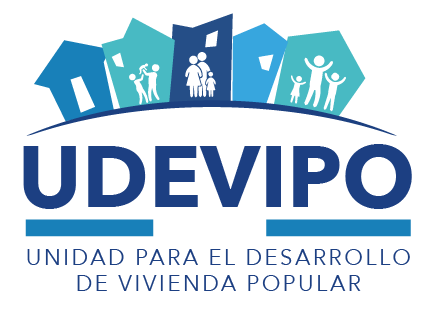 UDEVIPO
UNIDAD PARA EL DESARROLLO
DE VIVIENDA POPULAR